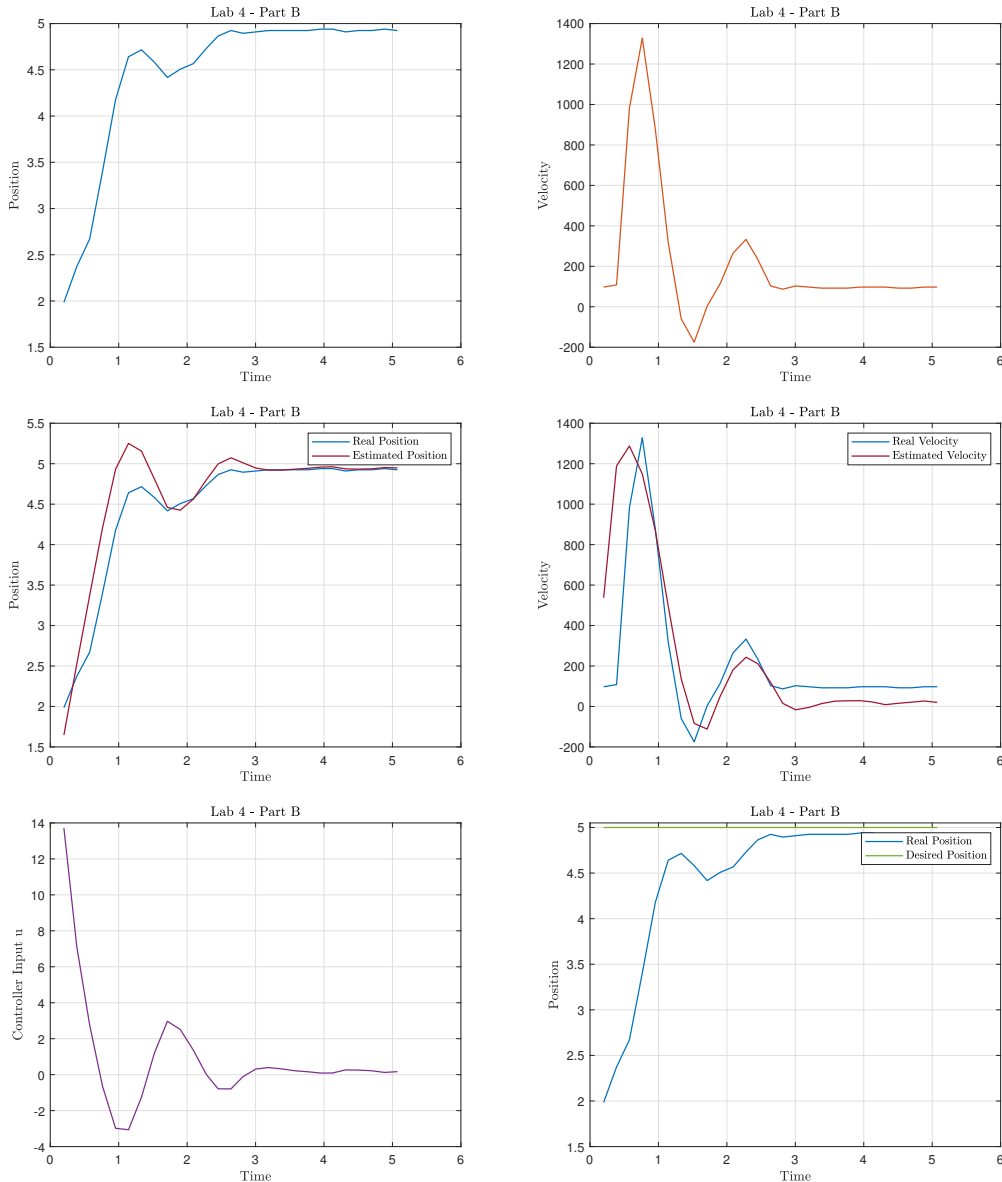 Lab 4 - Part B
Position
5
4.5
4
3.5
3
2.5
2
1.5
0 1 2 3 4 5 6
Time
Lab 4 - Part B
Velocity
1400
1200
1000
800
600
400
200
0
-200
0 1 2 3 4 5 6
Time
Lab 4 - Part B
Real Position
Estimated Position
Position
5.5
5
4.5
4
3.5
3
2.5
2
1.5
0 1 2 3 4 5 6
Time
Lab 4 - Part B
Real Velocity
Estimated Velocity
Velocity
1400
1200
1000
800
600
400
200
0
-200
0 1 2 3 4 5 6
Time
Lab 4 - Part B
Controller Input u
14
12
10
8
6
4
2
0
-2
-4
0 1 2 3 4 5 6
Time
Lab 4 - Part B
Real Position
Desired Position
Position
5
4.5
4
3.5
3
2.5
2
1.5
0 1 2 3 4 5 6
Time